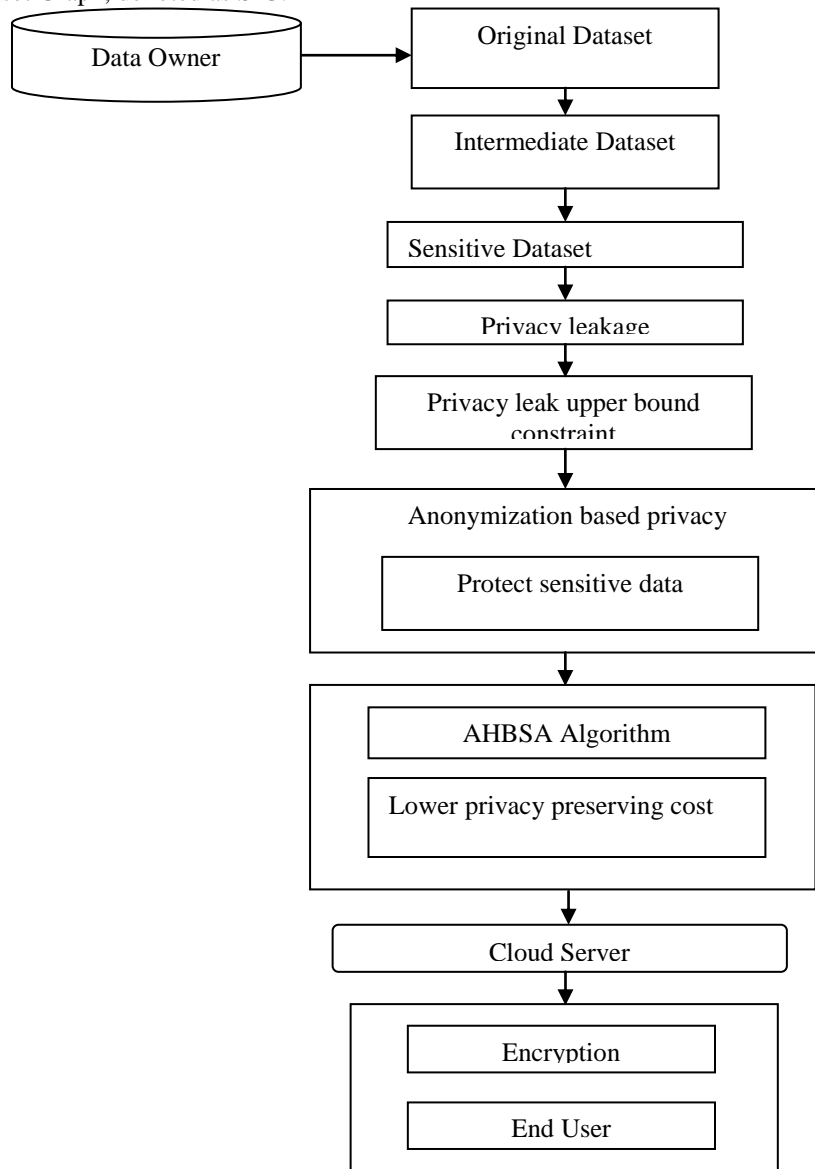 Data Owner
Original Dataset
Intermediate Dataset
Sensitive Dataset
Privacy leakage
Privacy leak upper bound
constraint
Anonymization based privacy
Protect sensitive data
AHBSA Algorithm
Lower privacy preserving cost
Cloud Server
Encryption
End User